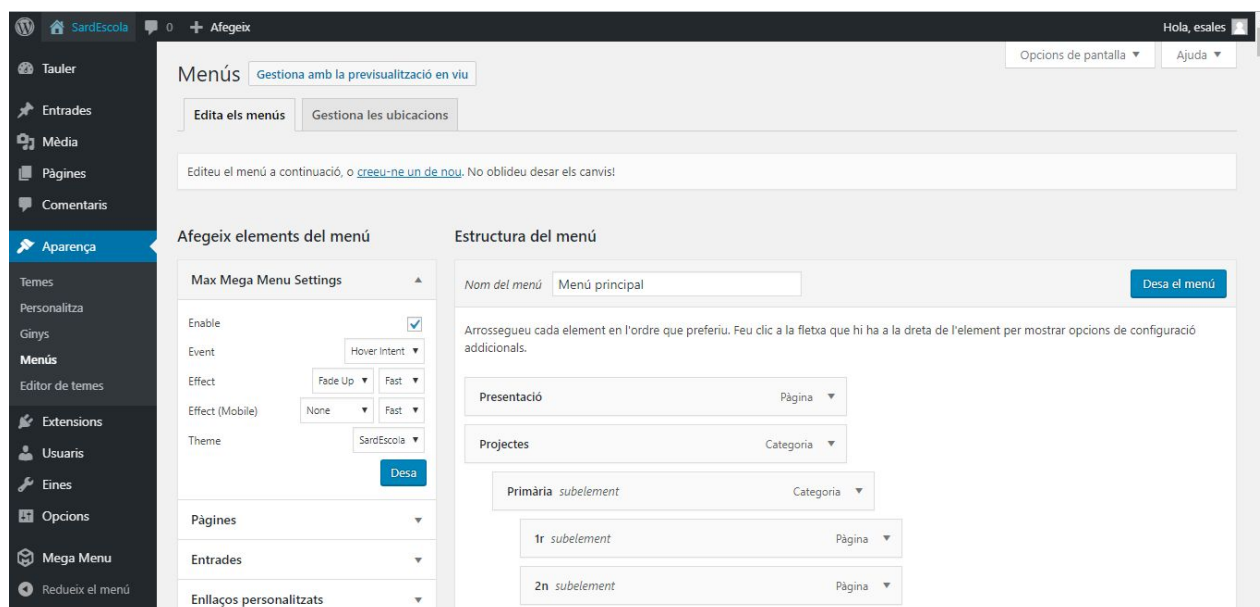 SardEscola 0 Afegeix Hola, esales
Opcions de pantalla Ajuda
Tauler
Entrades
Mèdia
Pàgines
Comentaris
Aparença
Temes
Personalitza
Ginys
Menús
Editor de temes
Extensions
Usuaris
Eines
Opcions
Mega Menu
Redueix el menú
Menús Gestiona amb la previsualització en viu
Edita els menús Gestiona les ubicacions
Editeu el menú a continuació, o creeu-ne un de nou. No oblideu desar els canvis!
Afegeix elements del menú
Max Mega Menu Settings
Enable
Event Hover Intent
Effect Fade Up Fast
Effect (Mobile) None Fast
Theme SardEscola
Desa
Pàgines
Entrades
Enllaços personalitzats
Estructura del menú
Nom del menú Menú principal Desa el menú
Arrossegueu cada element en l'ordre que preferiu. Feu clic a la fletxa que hi ha a la dreta de l'element per mostrar opcions de configuració
addicionals.
Presentació Pàgina
Projectes Categoria
Primària subelement Categoria
1r subelement Pàgina
2n subelement Pàgina